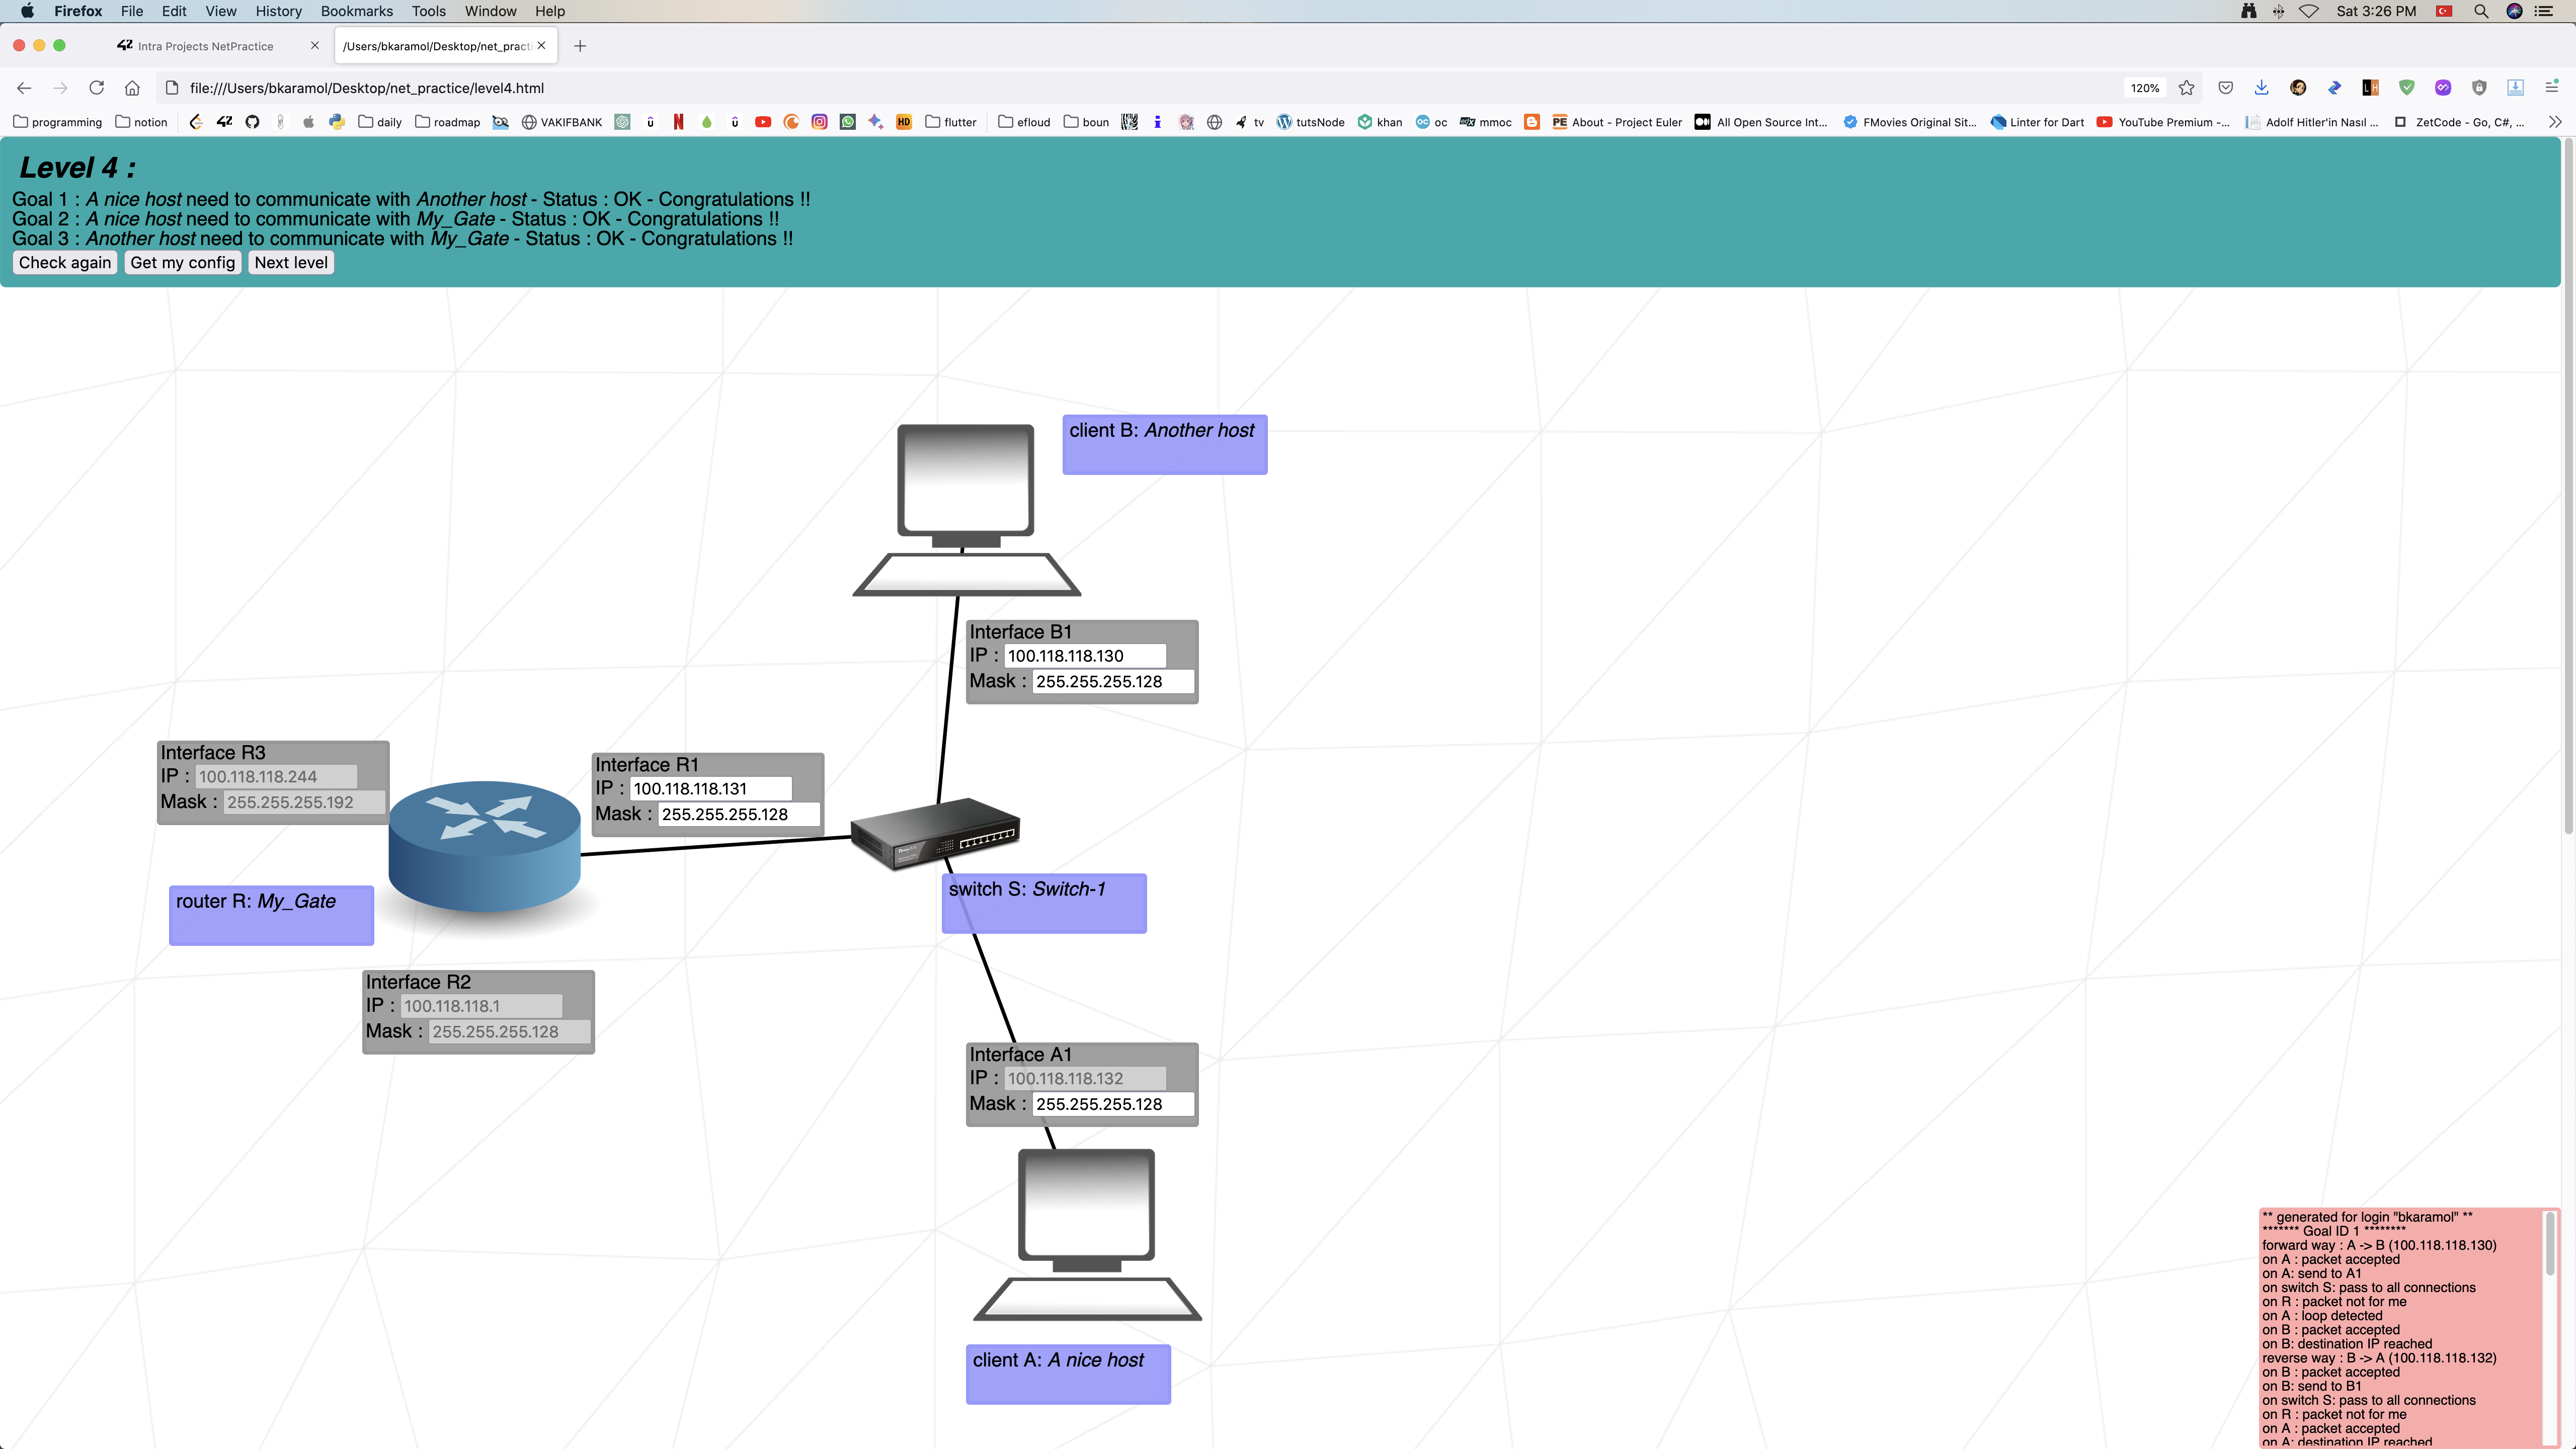 Firefox File Edit View History Bookmarks Tools Window Help
Sat 3:26 PM
42 Intra Projects NetPractice
/Users/bkaramol/Desktop/net_pract
file:///Users/bkaramol/Desktop/net_practice/level4.html
120%
programming notion 42 daily roadmap VAKIFBANK HD flutter efloud boun tv tutsNode khan oc mmoc PE About - Project Euler All Open Source Int... FMovies Original Sit... Linter for Dart YouTube Premium -... Adolf Hitler'in Nasıl ... ZetCode - Go, C#, ...
Level 4 :
Goal 1 : A nice host need to communicate with Another host - Status : OK - Congratulations !!
Goal 2 : A nice host need to communicate with My_Gate - Status : OK - Congratulations !!
Goal 3 : Another host need to communicate with My_Gate - Status : OK - Congratulations !!
Check again Get my config Next level
client B: Another host
Interface B1
IP : 100.118.118.130
Mask : 255.255.255.128
Interface R3
IP : 100.118.118.244
Mask : 255.255.255.192
Interface R1
IP : 100.118.118.131
Mask : 255.255.255.128
router R: My_Gate
switch S: Switch-1
Interface R2
IP : 100.118.118.1
Mask : 255.255.255.128
Interface A1
IP : 100.118.118.132
Mask : 255.255.255.128
client A: A nice host
** generated for login "bkaramol" **
******* Goal ID 1 ********
forward way : A -> B (100.118.118.130)
on A : packet accepted
on A: send to A1
on switch S: pass to all connections
on R : packet not for me
on A : loop detected
on B : packet accepted
on B: destination IP reached
reverse way : B -> A (100.118.118.132)
on B : packet accepted
on B: send to B1
on switch S: pass to all connections
on R : packet not for me
on A : packet accepted
on A: destination IP reached